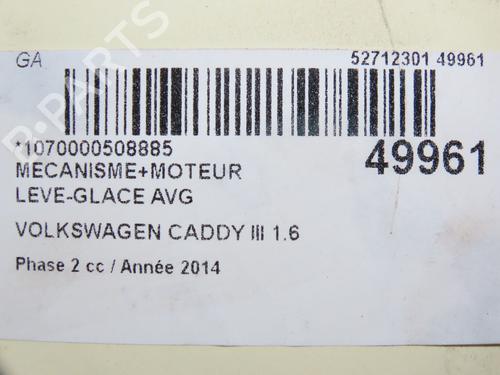 GA
52712301 49961
*1070000508885
49961
MECANISME+MOTEUR
LEVE-GLACE AVG
VOLKSWAGEN CADDY III 1.6
Phase 2 cc / Année 2014
B-PARTS